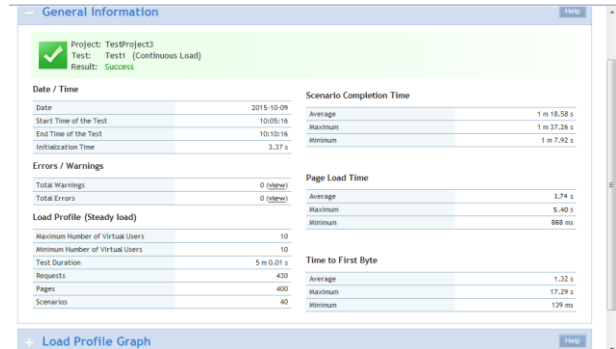 General Information
Help
Project: TestProject3
Test: Test1 (Continuous Load)
Result: Success
Date / Time
Date 2015-10-09
Start Time of the Test 10:05:16
End Time of the Test 10:10:16
Initialization Time 3.37 s
Errors / Warnings
Total Warnings 0 (view)
Total Errors 0 (view)
Load Profile (Steady load)
Maximum Number of Virtual Users 10
Minimum Number of Virtual Users 10
Test Duration 5 m 0.01 s
Requests 430
Pages 400
Scenarios 40
Scenario Completion Time
Average 1 m 18.58 s
Maximum 1 m 37.26 s
Minimum 1 m 7.92 s
Page Load Time
Average 1.74 s
Maximum 5.40 s
Minimum 868 ms
Time to First Byte
Average 1.32 s
Maximum 17.29 s
Minimum 139 ms
Load Profile Graph
Help